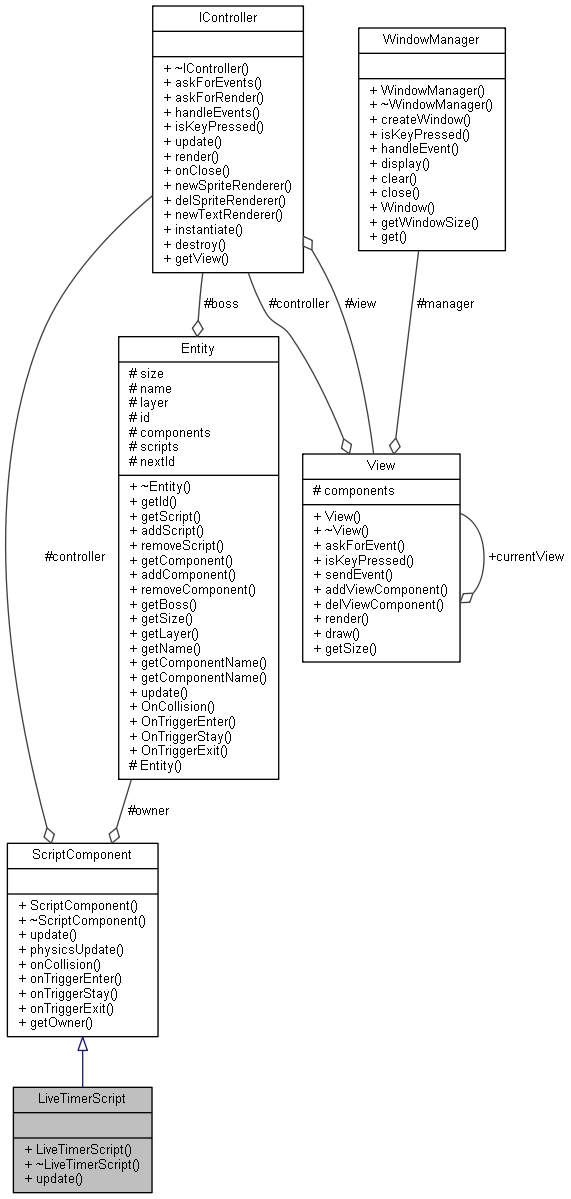 IController
+ ~IController()
+ askForEvents()
+ askForRender()
+ handleEvents()
+ isKeyPressed()
+ update()
+ render()
+ onClose()
+ newSpriteRenderer()
+ delSpriteRenderer()
+ newTextRenderer()
+ instantiate()
+ destroy()
+ getView()
WindowManager
+ WindowManager()
+ ~WindowManager()
+ createWindow()
+ isKeyPressed()
+ handleEvent()
+ display()
+ clear()
+ close()
+ Window()
+ getWindowSize()
+ get()
#boss
#controller
#view
#manager
Entity
# size
# name
# layer
# id
# components
# scripts
# nextId
+ ~Entity()
+ getId()
+ getScript()
+ addScript()
+ removeScript()
+ getComponent()
+ addComponent()
+ removeComponent()
+ getBoss()
+ getSize()
+ getLayer()
+ getName()
+ getComponentName()
+ getComponentName()
+ update()
+ OnCollision()
+ OnTriggerEnter()
+ OnTriggerStay()
+ OnTriggerExit()
# Entity()
View
# components
+ View()
+ ~View()
+ askForEvent()
+ isKeyPressed()
+ sendEvent()
+ addViewComponent()
+ delViewComponent()
+ render()
+ draw()
+ getSize()
+currentView
#controller
#owner
ScriptComponent
+ ScriptComponent()
+ ~ScriptComponent()
+ update()
+ physicsUpdate()
+ onCollision()
+ onTriggerEnter()
+ onTriggerStay()
+ onTriggerExit()
+ getOwner()
LiveTimerScript
+ LiveTimerScript()
+ ~LiveTimerScript()
+ update()